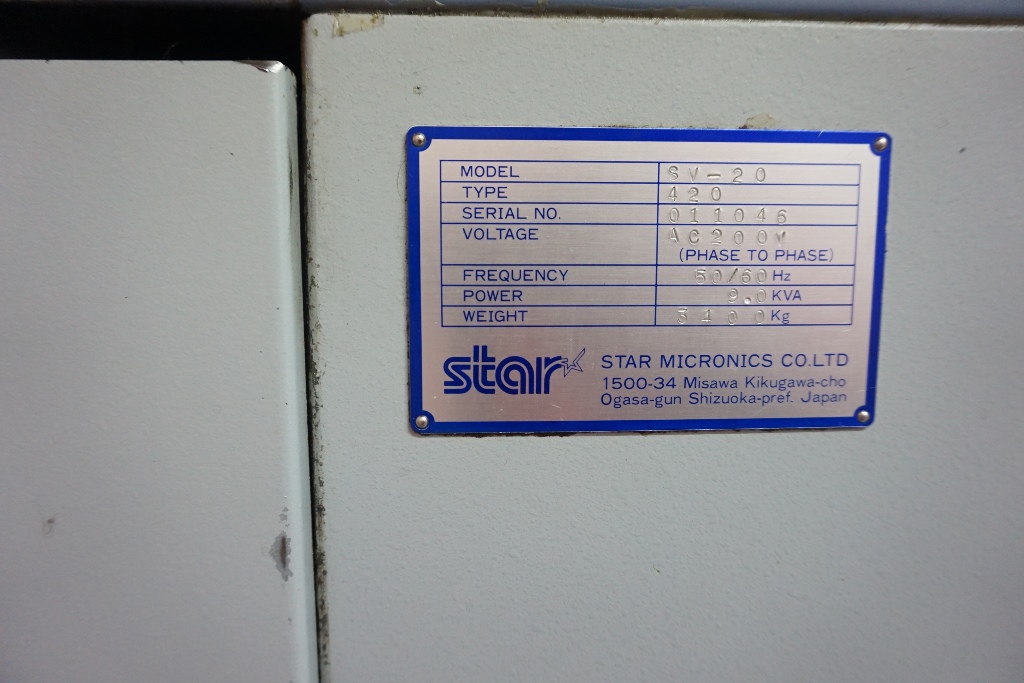 MODEL SV-20
TYPE 420
SERIAL NO. 011046
VOLTAGE AC200V
(PHASE TO PHASE)
FREQUENCY 50/60Hz
POWER 9.0KVA
WEIGHT 3400Kg
star STAR MICRONICS CO.LTD
1500-34 Misawa Kikugawa-cho
Ogasa-gun Shizuoka-pref. Japan